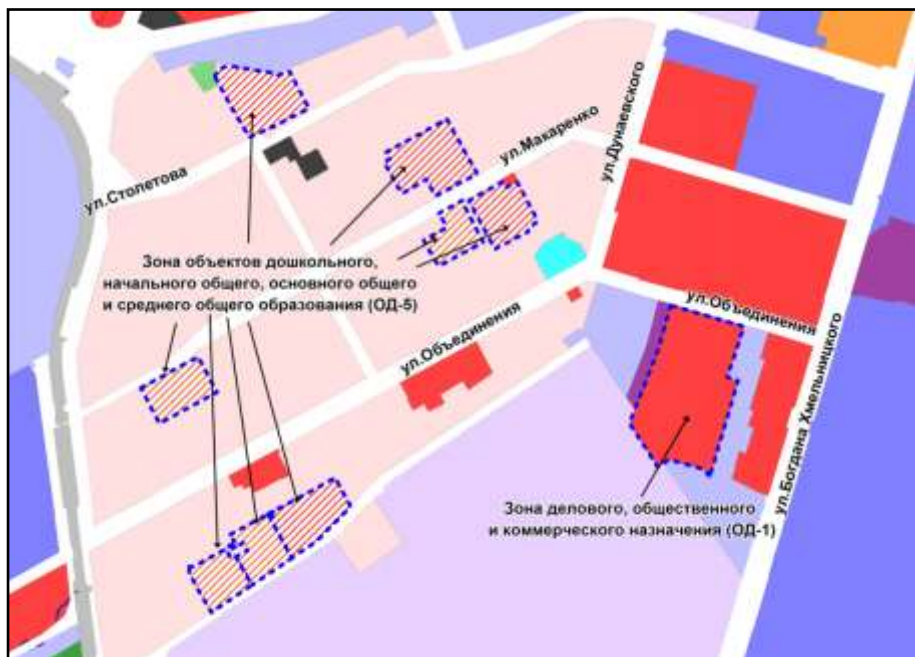 ул.Столетова
ул.Макаренко
ул.Дунаевского
Зона объектов дошкольного,
начального общего, основного общего
и среднего общего образования (ОД-5)
ул.Объединения
ул.Объединения
ул.Богдана Хмельницкого
Зона делового, общественного
и коммерческого назначения (ОД-1)